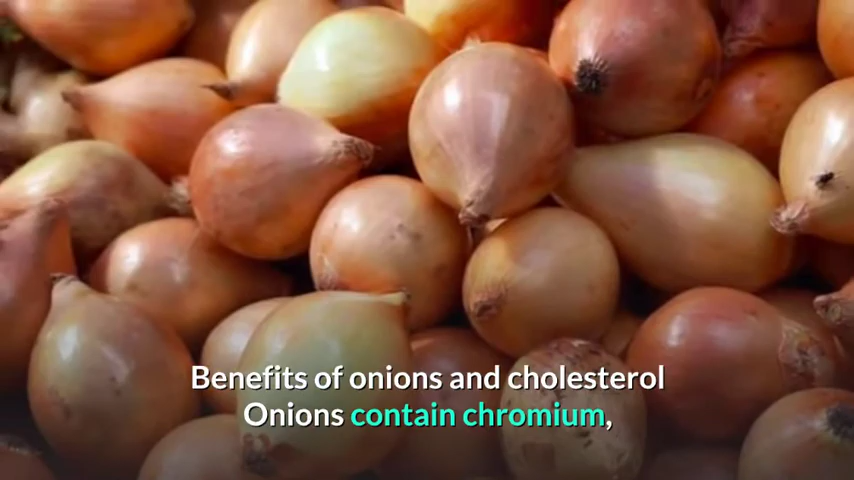 Benefits of onions and cholesterol
Onions contain chromium,